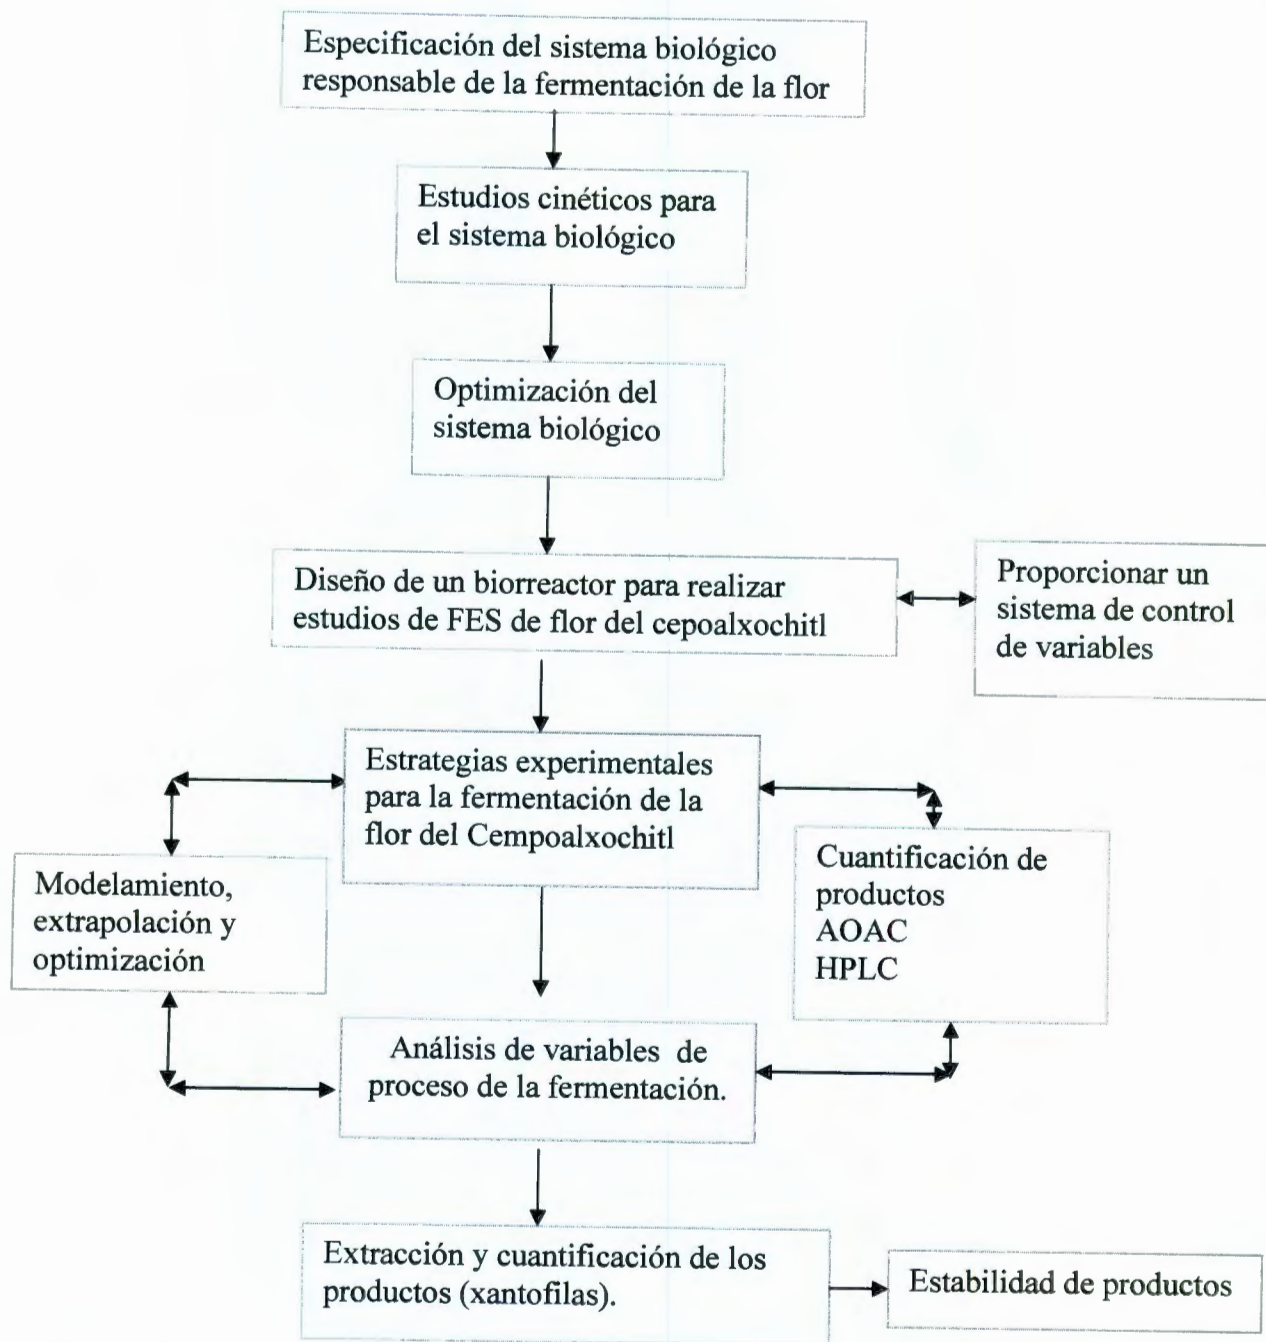 Especificación del sistema biológico
responsable de la fermentación de la flor
Estudios cinéticos para
el sistema biológico
Optimización del
sistema biológico
Diseño de un biorreactor para realizar
estudios de FES de flor del cepoalxochitl
Proporcionar un
sistema de control
de variables
Estrategias experimentales
para la fermentación de la
flor del Cempoalxochitl
Modelamiento,
extrapolación y
optimización
Cuantificación de
productos
AOAC
HPLC
Análisis de variables de
proceso de la fermentación.
Extracción y cuantificación de los
productos (xantofilas).
Estabilidad de productos